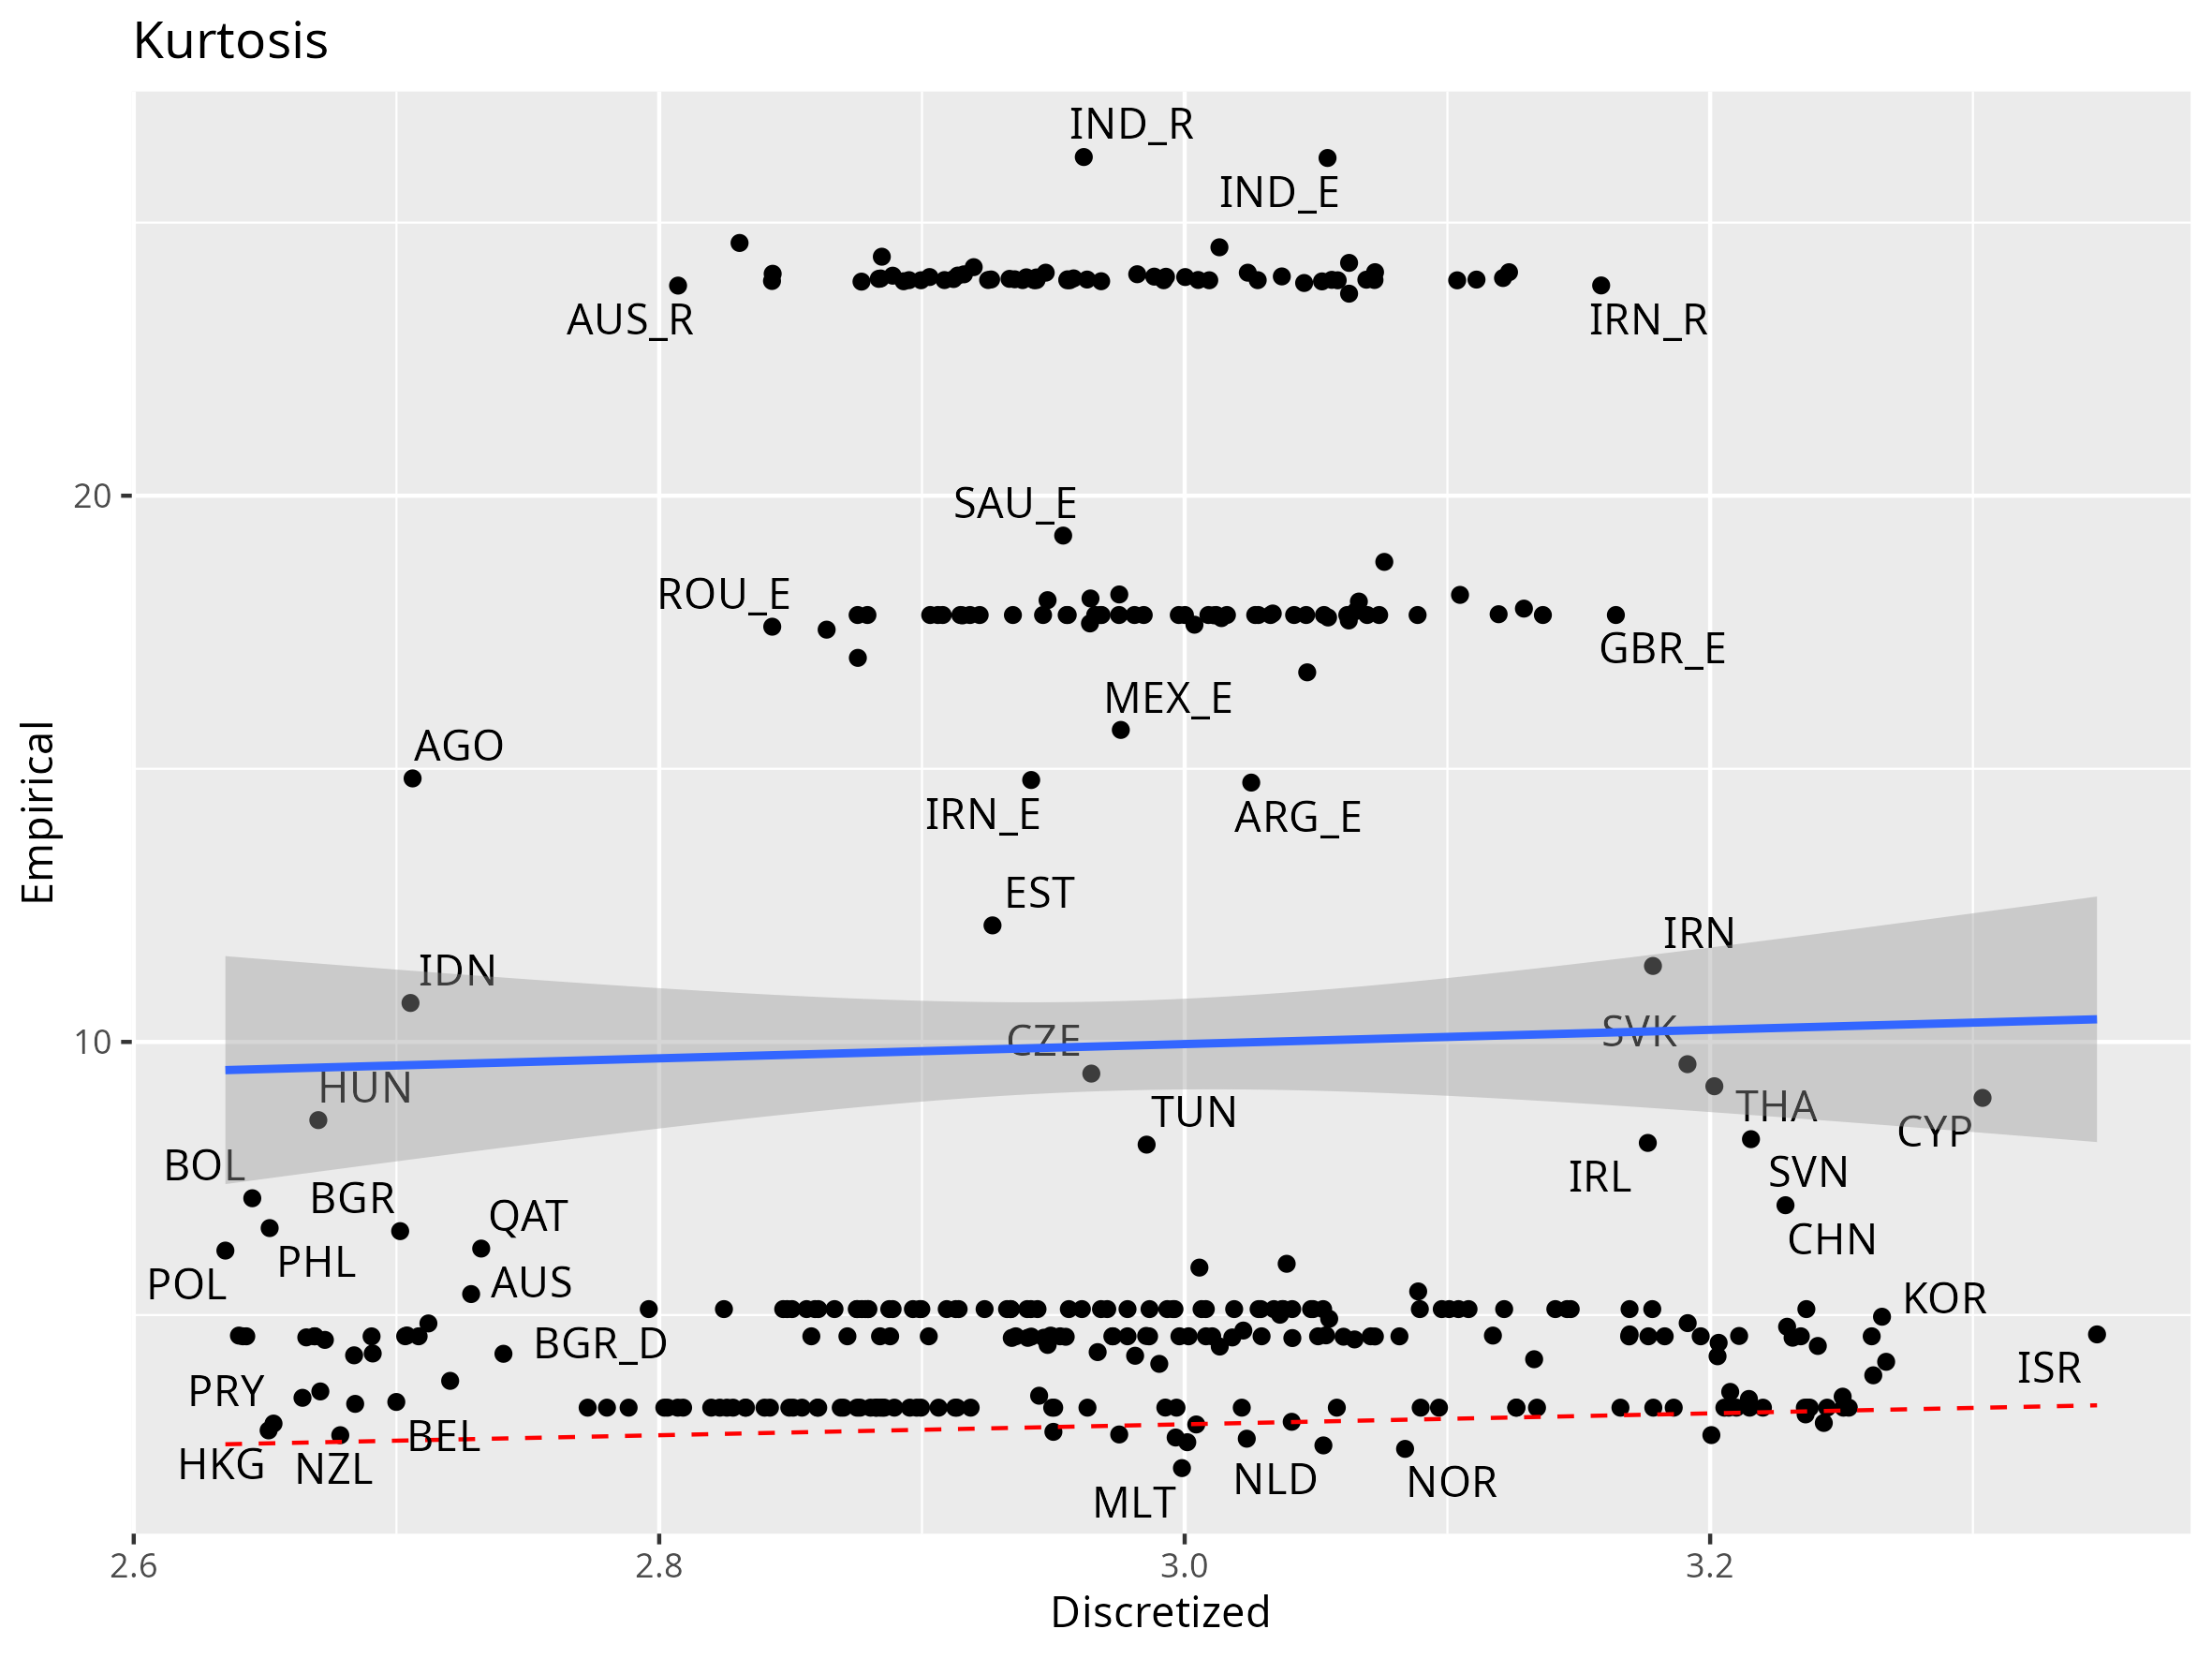 Kurtosis
IND_R
IND_E
AUS_R
IRN_R
20
SAU_E
ROU_E
GBR_E
MEX_E
AGO
IRN_E
ARG_E
Empirical
EST
IRN
IDN
SVK
10
CZE
HUN
THA
TUN
CYP
BOL
IRL
SVN
BGR
QAT
CHN
PHL
POL
AUS
KOR
BGR_D
ISR
PRY
BEL
HKG
NZL
NLD
NOR
MLT
2.6
2.8
3.0
3.2
Discretized